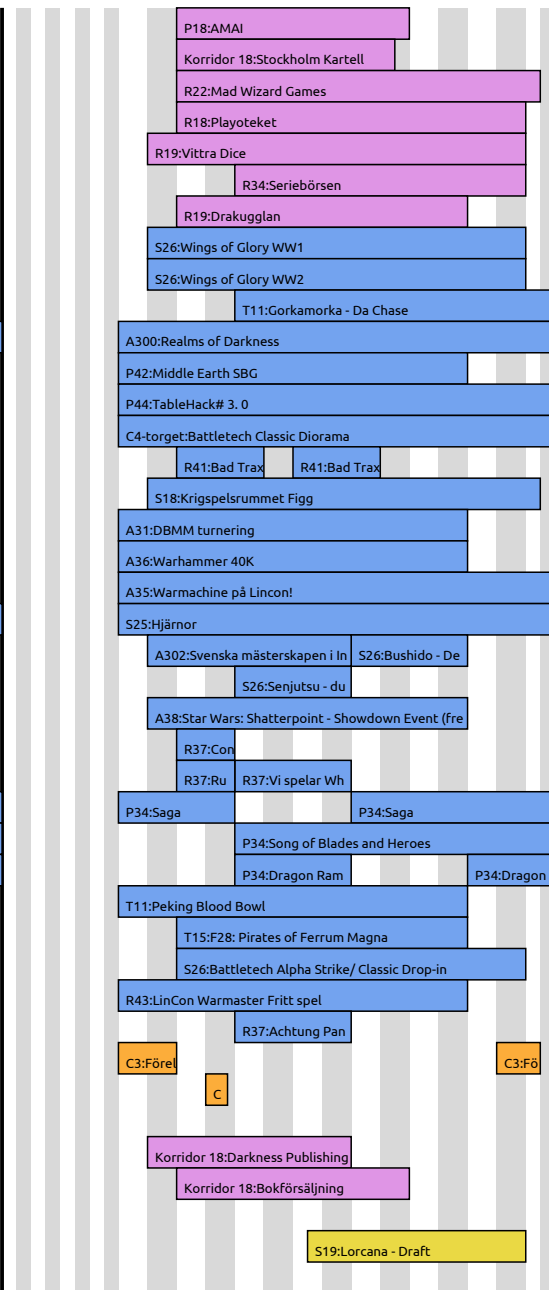 P18:AMAI
Korridor 18:Stockholm Kartell
R22:Mad Wizard Games
R18:Playoteket
R19:Vittra Dice
R34:Seriebörsen
R19:Drakugglan
S26:Wings of Glory WW1
S26:Wings of Glory WW2
T11:Gorkamorka - Da Chase
A300:Realms of Darkness
P42:Middle Earth SBG
P44:TableHack# 3. 0
C4-torget:Battletech Classic Diorama
R41:Bad Trax R41:Bad Trax
S18:Krigspelsrummet Figg
A31:DBMM turnering
A36:Warhammer 40K
A35:Warmachine på Lincon!
S25:Hjärnor
A302:Svenska mästerskapen i In S26:Bushido - De
S26:Senjutsu - du
A38:Star Wars: Shatterpoint - Showdown Event (fre
R37:Con
R37:Ru R37:Vi spelar Wh
P34:Saga P34:Saga
P34:Song of Blades and Heroes
P34:Dragon Ram P34:Dragon
T11:Peking Blood Bowl
T15:F28: Pirates of Ferrum Magna
S26:Battletech Alpha Strike/ Classic Drop-in
R43:LinCon Warmaster Fritt spel
R37:Achtung Pan
C3:Förel C3:Fö
C
Korridor 18:Darkness Publishing
Korridor 18:Bokförsäljning
S19:Lorcana - Draft